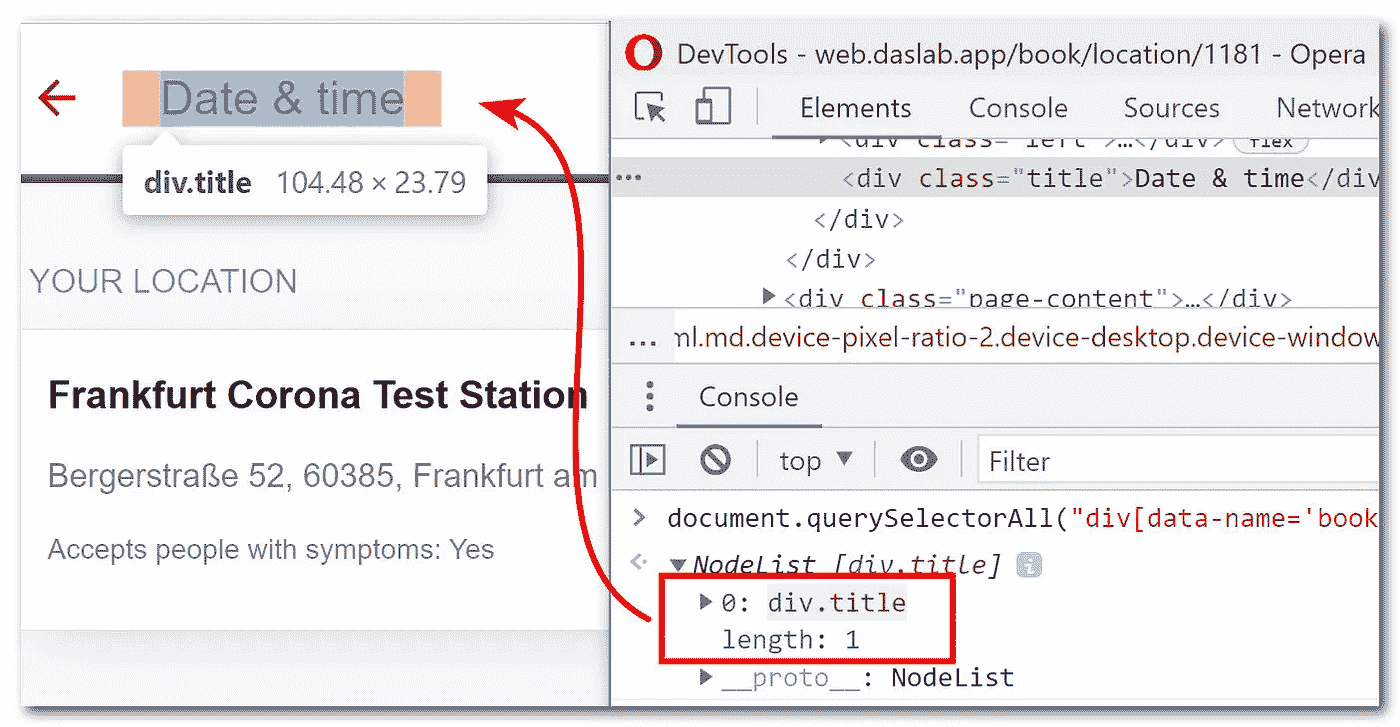 Date & time
div.title 104.48 × 23.79
YOUR LOCATION
Frankfurt Corona Test Station
Bergerstraße 52, 60385, Frankfurt am
Accepts people with symptoms: Yes
DevTools - web.daslab.app/book/location/1181 - Opera
Elements Console Sources Network
<div class="left">…</div> flex
… <div class="title">Date & time</div
</div>
</div>
<div class="page-content">…</div>
… ml.md.device-pixel-ratio-2.device-desktop.device-window
Console
top Filter
> document.querySelectorAll("div[data-name='book
NodeList [div.title] i
0: div.title
length: 1
__proto__: NodeList